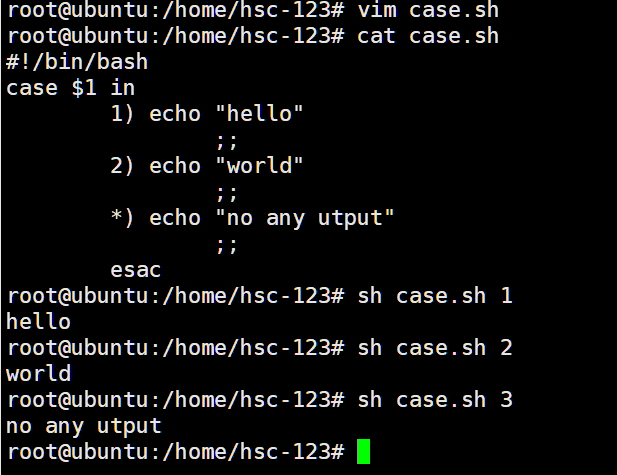 root@ubuntu:/home/hsc-123# vim case.sh
root@ubuntu:/home/hsc-123# cat case.sh
#!/bin/bash
case $1 in
        1) echo "hello"
                ;;
        2) echo "world"
                ;;
        *) echo "no any utput"
                ;;
        esac
root@ubuntu:/home/hsc-123# sh case.sh 1
hello
root@ubuntu:/home/hsc-123# sh case.sh 2
world
root@ubuntu:/home/hsc-123# sh case.sh 3
no any utput
root@ubuntu:/home/hsc-123#